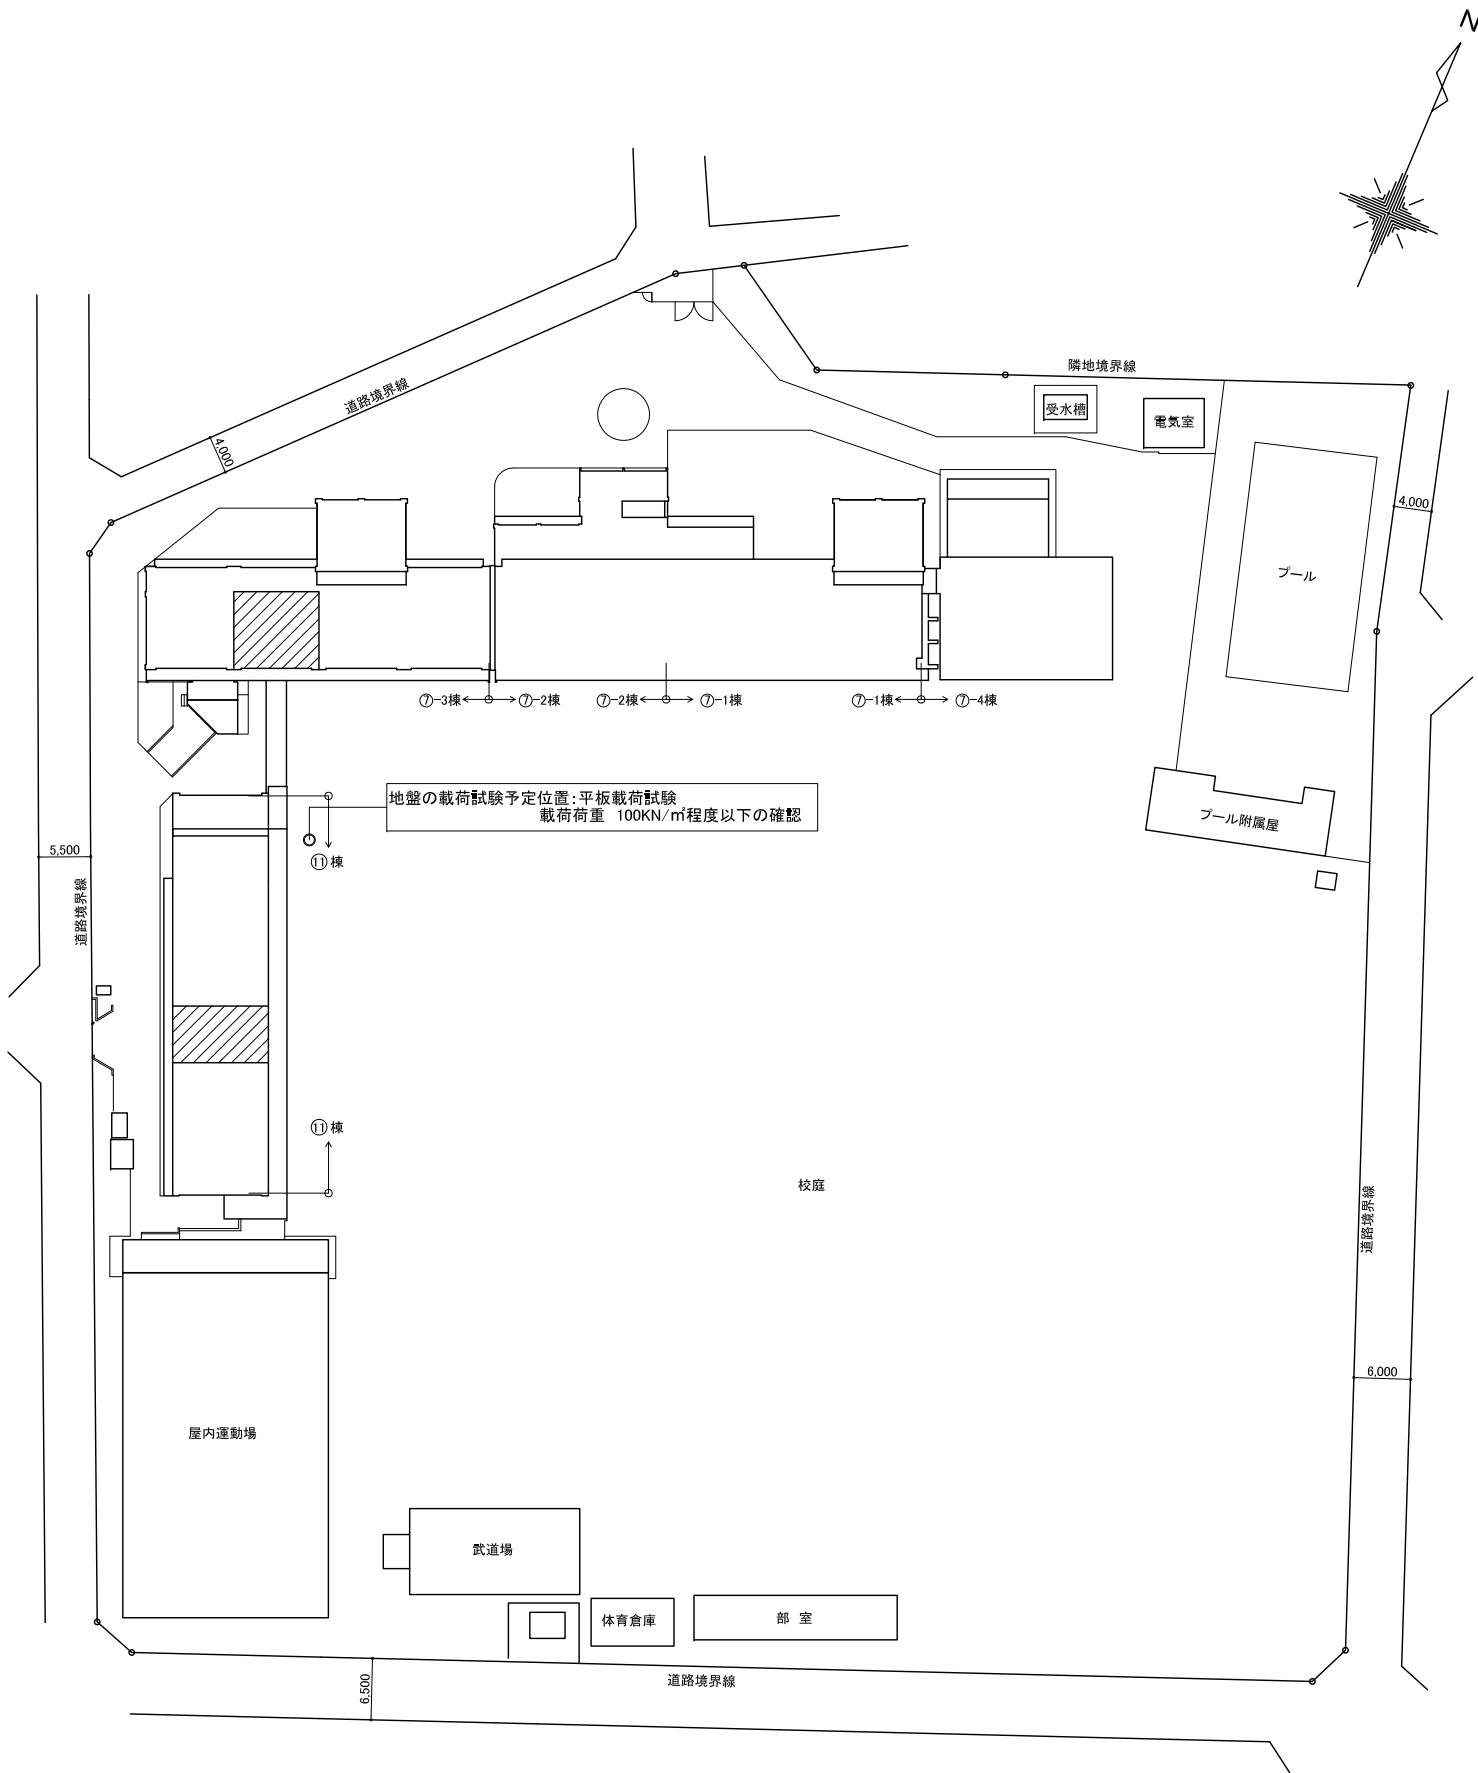 N
隣地境界線
受水槽
電気室
道路境界線
4,000
4,000
プール
⑦-3棟
⑦-2棟
⑦-2棟
⑦-1棟
⑦-1棟
⑦-4棟
地盤の載荷試験予定位置:平板載荷試験
載荷荷重 100KN/㎡程度以下の確認
プール附属屋
5,500
⑪棟
道路境界線
⑪棟
校庭
道路境界線
6,000
屋内運動場
武道場
体育倉庫
部 室
道路境界線
6,500